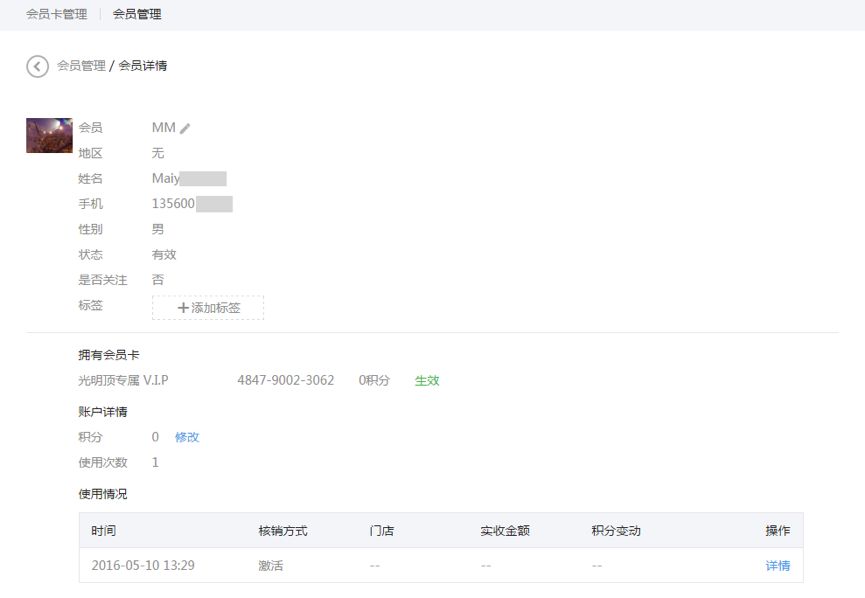 会员卡管理 会员管理
会员管理 / 会员详情
会员 MM
地区 无
姓名 Maiy
手机 135600
性别 男
状态 有效
是否关注 否
标签 +添加标签
拥有会员卡
光明顶专属 V.I.P 4847-9002-3062 0积分 生效
账户详情
积分 0 修改
使用次数 1
使用情况
时间 核销方式 门店 实收金额 积分变动 操作
2016-05-10 13:29 激活 -- -- -- 详情